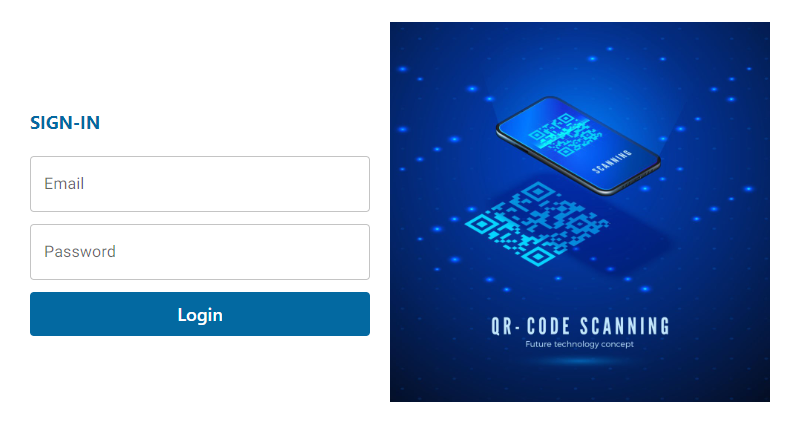 SIGN-IN
Email
Password
Login
SCANNING
QR-CODE SCANNING
Future technology concept